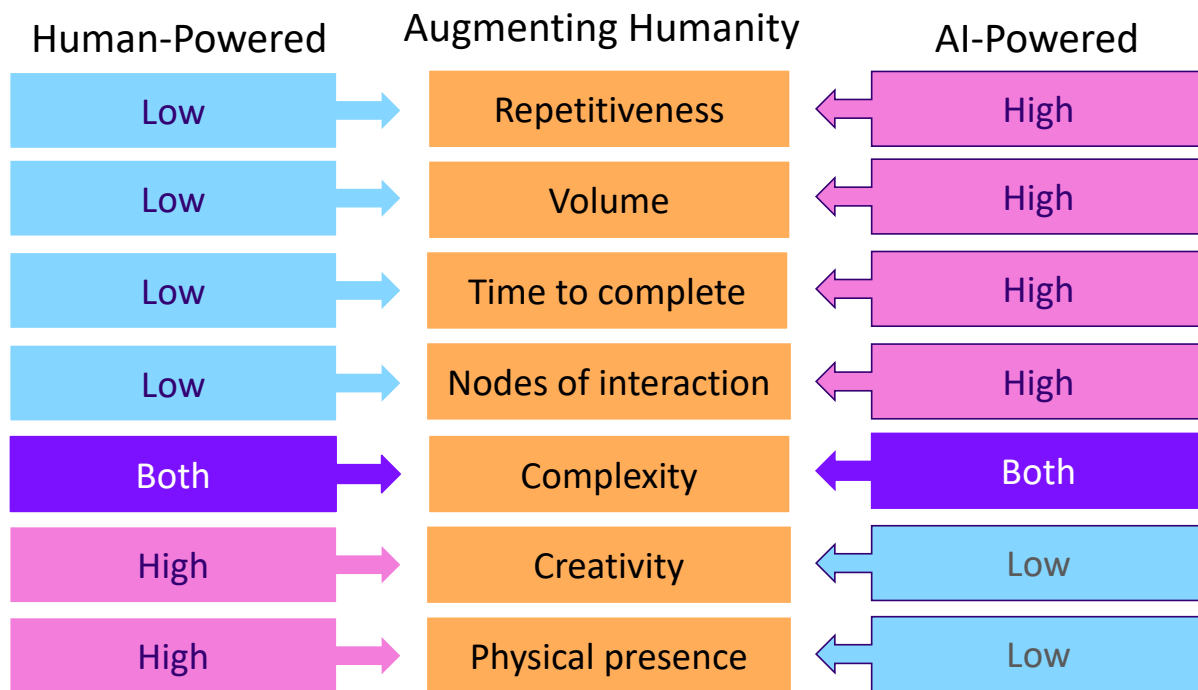 Human-Powered Augmenting Humanity AI-Powered
Low Repetitiveness High
Low Volume High
Low Time to complete High
Low Nodes of interaction High
Both Complexity Both
High Creativity Low
High Physical presence Low